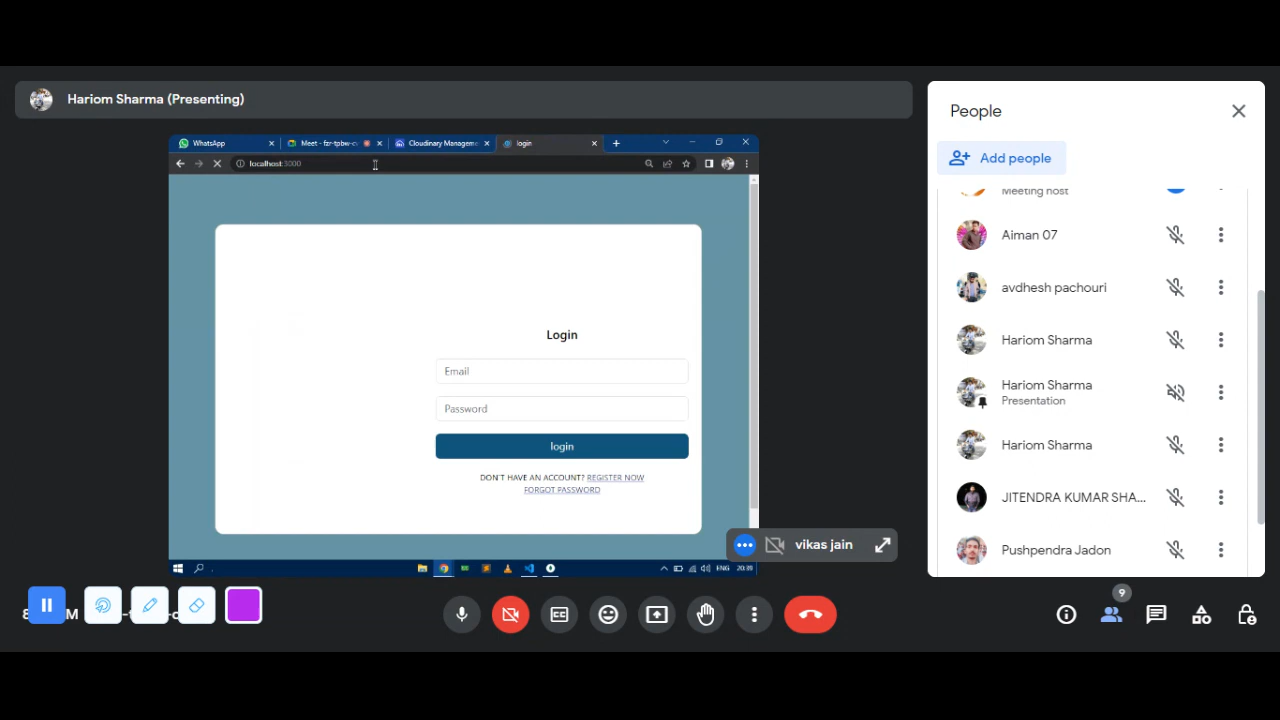 Hariom Sharma (Presenting)
WhatsApp
Meet - fzr-tpbw-c
Cloudinary Managem
login
localhost:3000
Login
Email
Password
login
DON'T HAVE AN ACCOUNT? REGISTER NOW
FORGOT PASSWORD
vikas jain
ENG
20:39
8
M
People
Add people
Meeting host
Aiman 07
avdhesh pachouri
Hariom Sharma
Hariom Sharma
Presentation
Hariom Sharma
JITENDRA KUMAR SHA...
Pushpendra Jadon
9